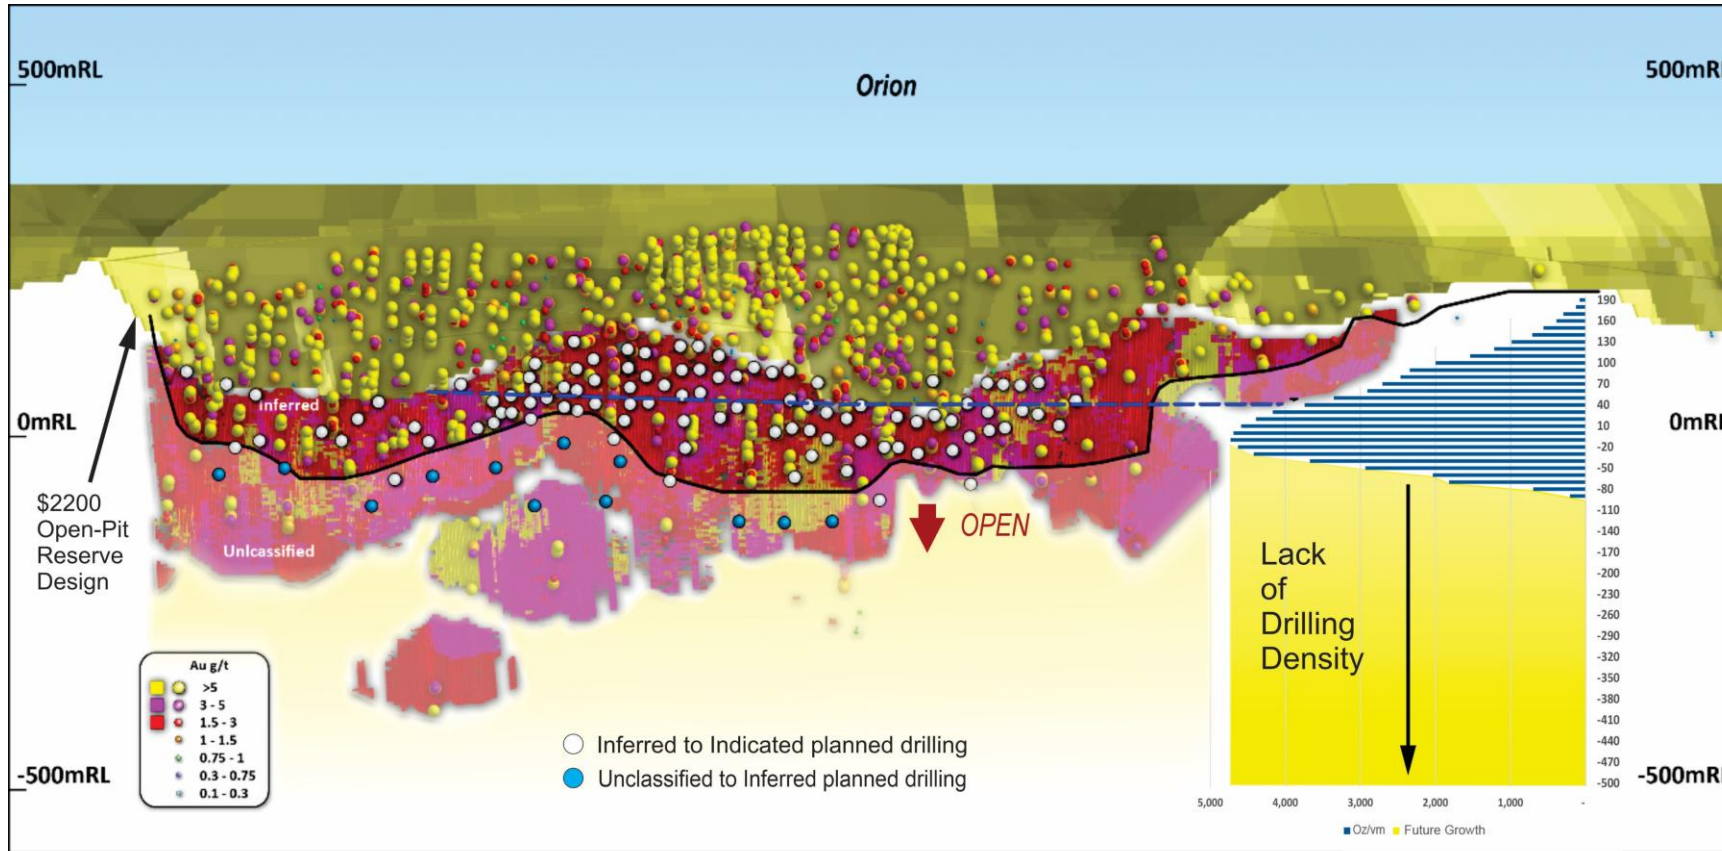 500mRL
Orion
500mRL
Inferred
0mRL
0mRL
$2200
Open-Pit
Reserve
Design
Unlcassified
OPEN
Lack
of
Drilling
Density
190
160
130
100
70
40
10
-20
-50
-80
-110
-140
-170
-200
-230
-260
-290
-320
-350
-380
-410
-440
-470
-500
Au g/t
>5
3 - 5
1.5 - 3
1 - 1.5
0.75 - 1
0.3 - 0.75
0.1 - 0.3
Inferred to Indicated planned drilling
Unclassified to Inferred planned drilling
-500mRL
-500mRL
5,000 4,000 3,000 2,000 1,000 -
Oz/vm Future Growth